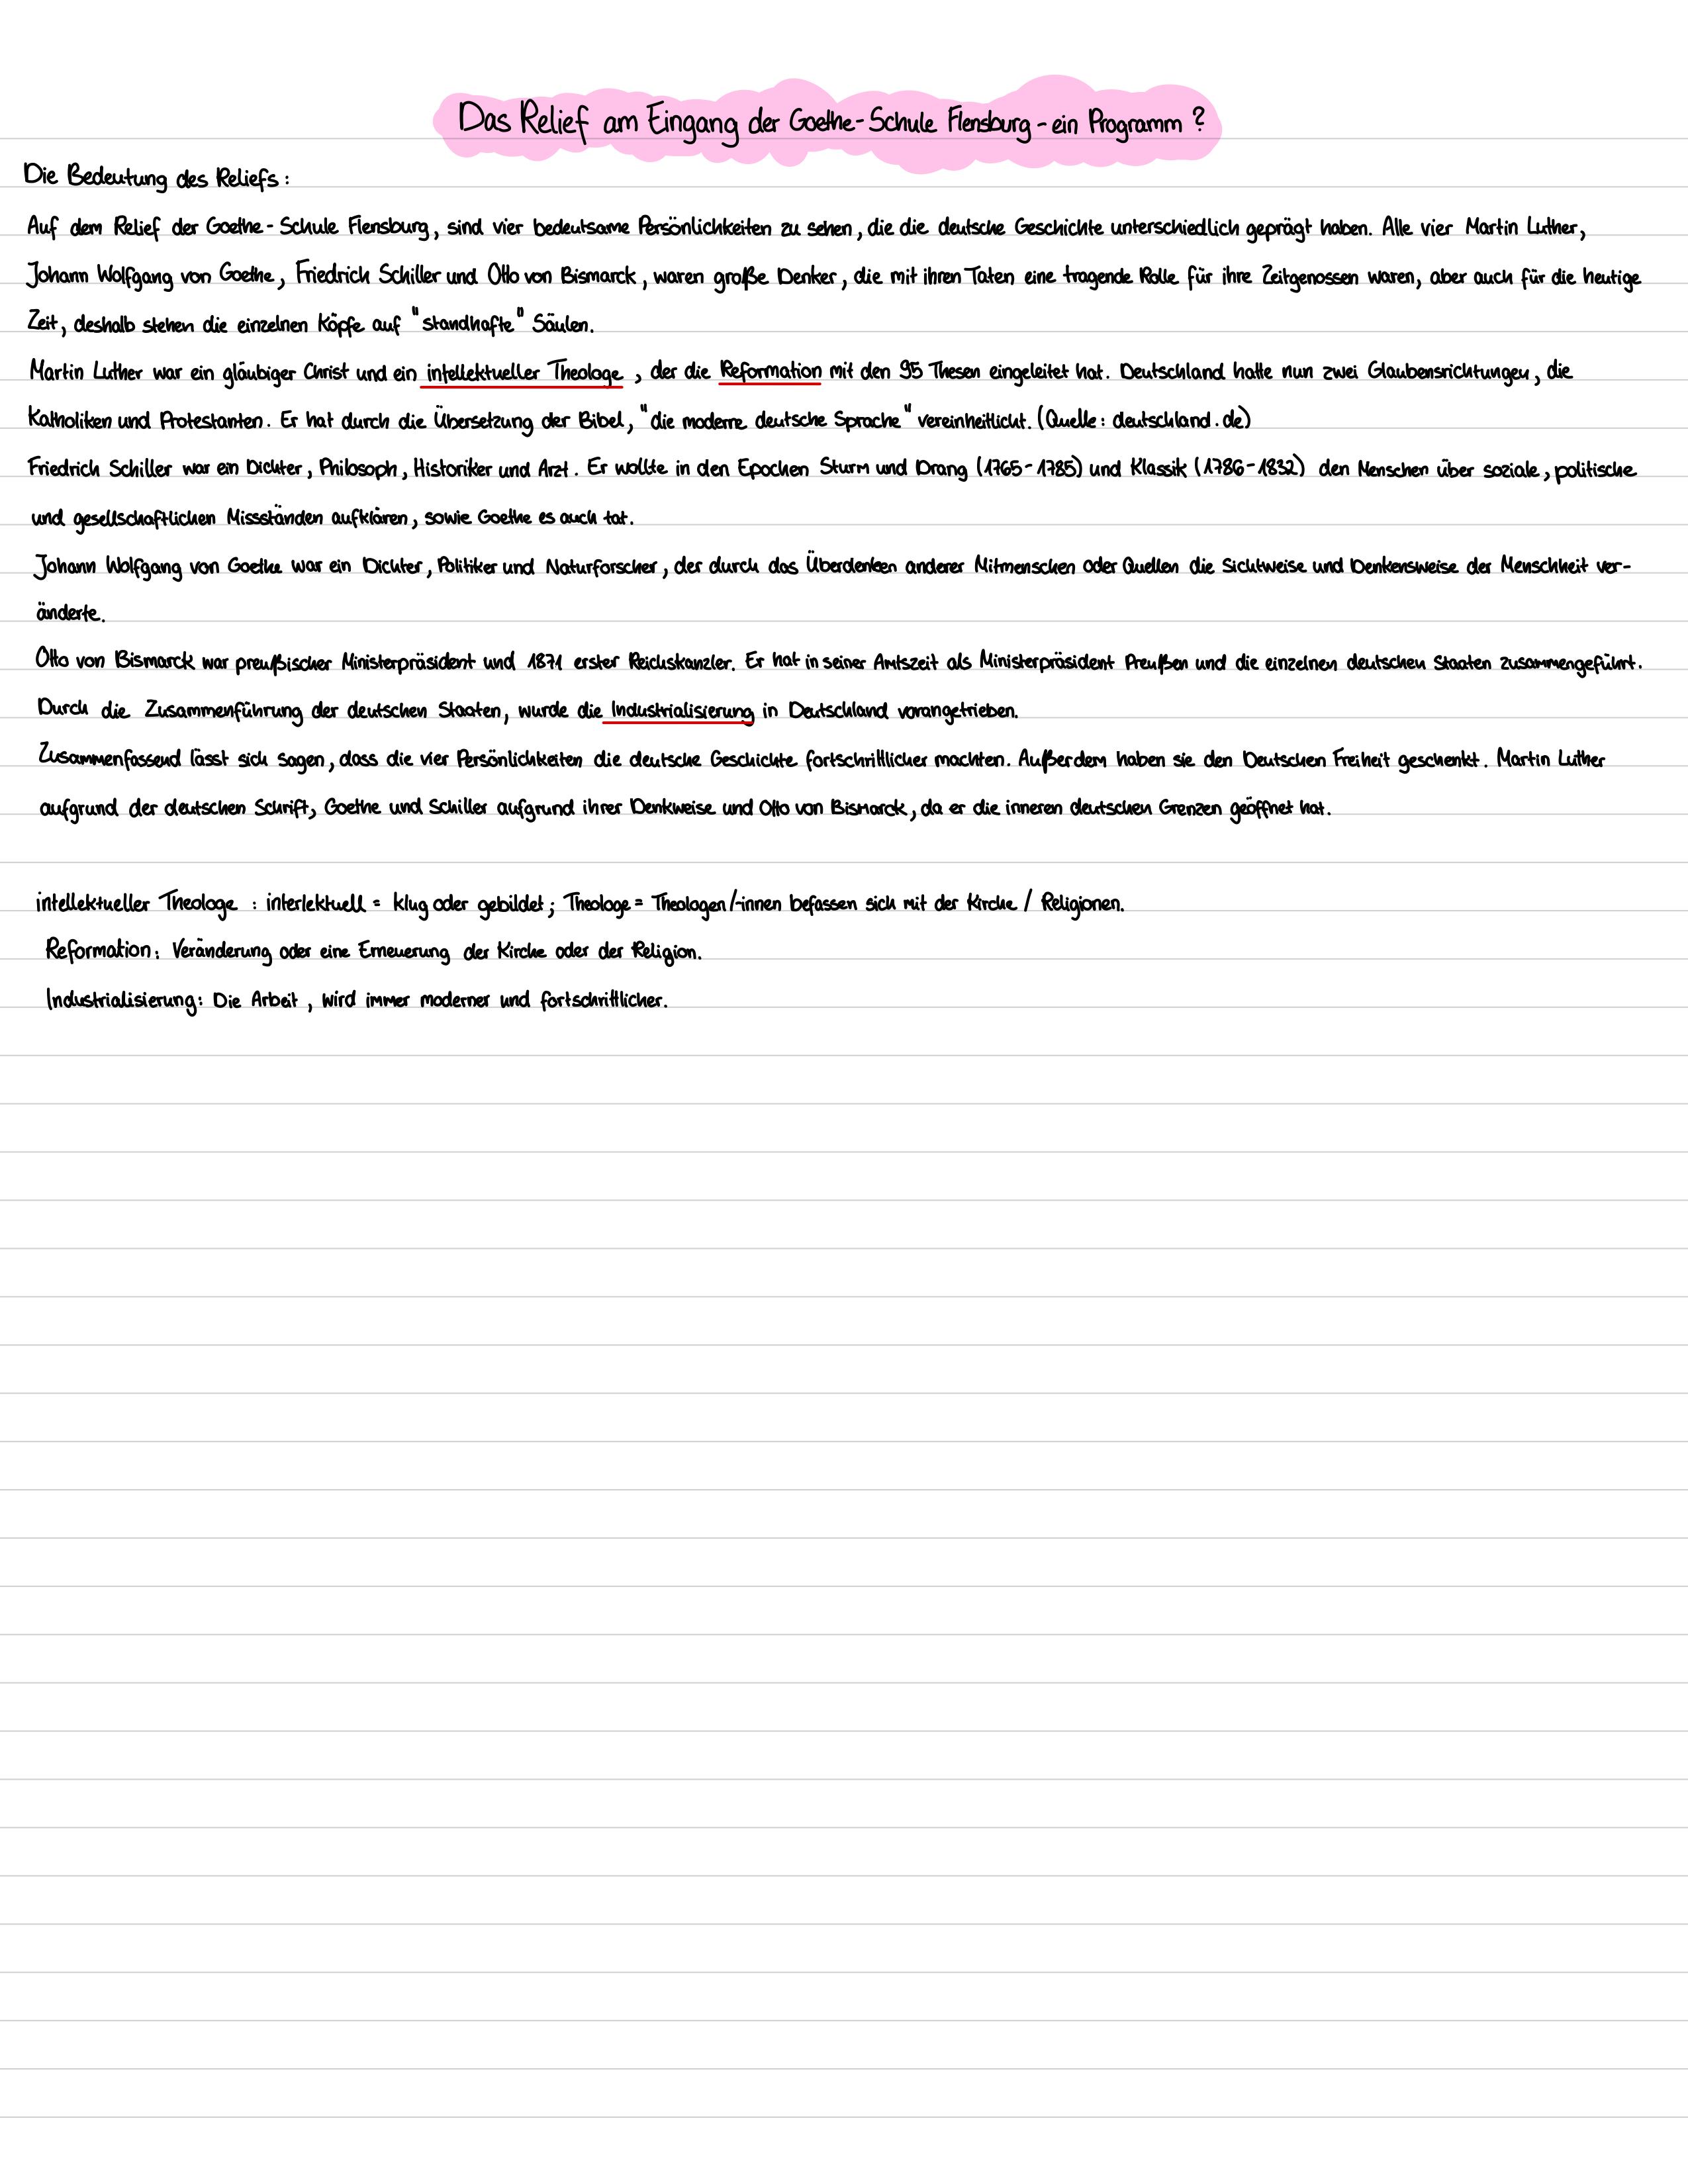 Das Relief am Eingang der Goethe-Schule Flensburg - ein Programm ?
Die Bedeutung des Reliefs :
Auf dem Relief der Goethe - Schule Flensburg, sind vier bedeutsame Persönlichkeiten zu sehen, die die deutsche Geschichte unterschiedlich geprägt haben. Alle vier Martin Luther,
Johann Wolfgang von Goethe, Friedrich Schiller und Otto von Bismarck, waren große Denker, die mit ihren Taten eine tragende Rolle für ihre Zeitgenossen waren, aber auch für die heutige
Zeit, deshalb stehen die einzelnen Köpfe auf "standhafte" Säulen.
Martin Luther war ein gläubiger Christ und ein intellektueller Theologe , der die Reformation mit den 95 Thesen eingeleitet hat. Deutschland hatte nun zwei Glaubensrichtungen, die
Katholiken und Protestanten. Er hat durch die Übersetzung der Bibel, "die moderne deutsche Sprache" vereinheitlicht. (Quelle: deutschland.de)
Friedrich Schiller war ein Dichter, Philosoph, Historiker und Arzt. Er wollte in den Epochen Sturm und Drang (1765-1785) und Klassik (1786-1832) den Menschen über soziale, politische
und gesellschaftlichen Missständen aufklären, sowie Goethe es auch tat.
Johann Wolfgang von Goethe war ein Dichter, Politiker und Naturforscher, der durch das Überdenken anderer Mitmenschen oder Quellen die Sichtweise und Denkensweise der Menschheit ver-
änderte.
Otto von Bismarck war preußischer Ministerpräsident und 1871 erster Reichskanzler. Er hat in seiner Amtszeit als Ministerpräsident Preußen und die einzelnen deutschen Staaten zusammengeführt.
Durch die Zusammenführung der deutschen Staaten, wurde die Industrialisierung in Deutschland vorangetrieben.
Zusammenfassend lässt sich sagen, dass die vier Persönlichkeiten die deutsche Geschichte fortschrittlicher machten. Außerdem haben sie den Deutschen Freiheit geschenkt. Martin Luther
aufgrund der deutschen Schrift, Goethe und Schiller aufgrund ihrer Denkweise und Otto von Bismarck, da er die inneren deutschen Grenzen geöffnet hat.
intellektueller Theologe : interlektuell = klug oder gebildet; Theologe = Theologen/-innen befassen sich mit der Kirche / Religionen.
Reformation: Veränderung oder eine Erneuerung der Kirche oder der Religion.
Industrialisierung: Die Arbeit, wird immer moderner und fortschrittlicher.